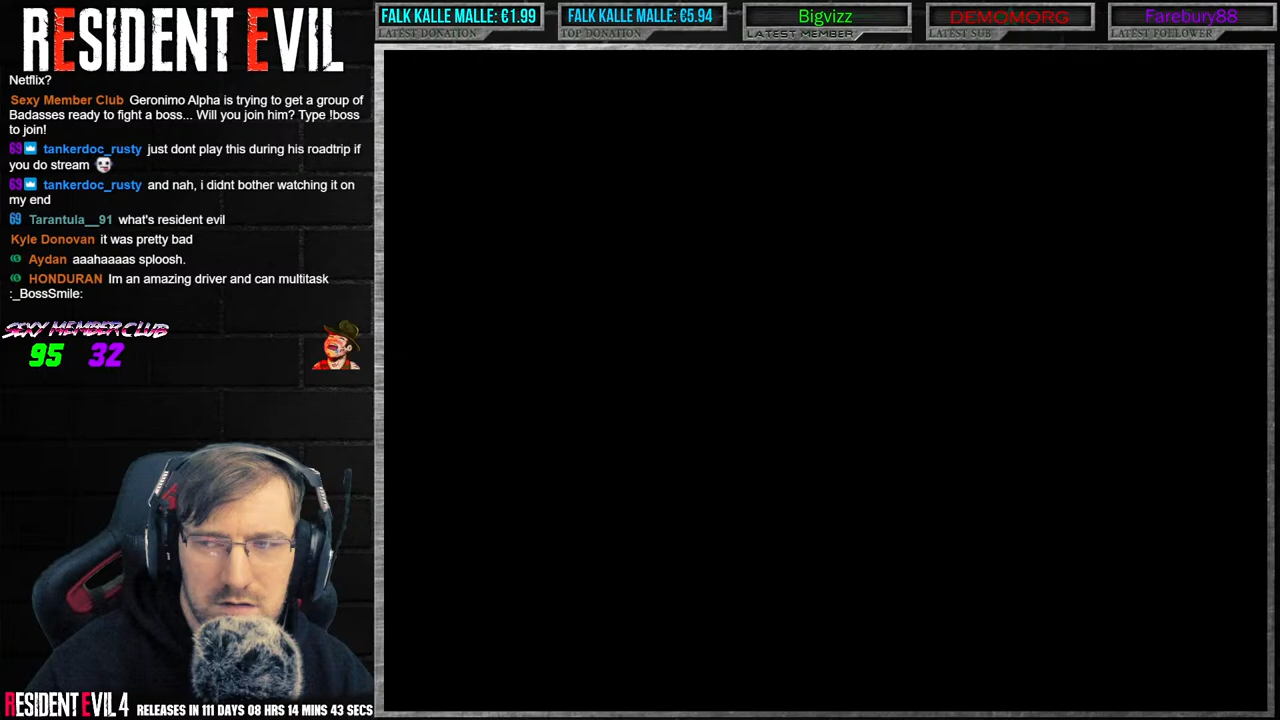 RESIDENT EVIL
FALK KALLE MALLE: €1.99
LATEST DONATION
FALK KALLE MALLE: €5.94
TOP DONATION
Bigvizz
LATEST MEMBER
DEMOMORG
LATEST SUB
Farebury88
LATEST FOLLOWER
Netflix?
Sexy Member Club Geronimo Alpha is trying to get a group of
Badasses ready to fight a boss... Will you join him? Type !boss
to join!
69 tankerdoc_rusty just dont play this during his roadtrip if
you do stream
69 tankerdoc_rusty and nah, i didnt bother watching it on
my end
69 Tarantula__91 what's resident evil
Kyle Donovan it was pretty bad
Aydan aaahaaaas sploosh.
HONDURAN Im an amazing driver and can multitask
:_BossSmile:
SEXY MEMBER CLUB
95 32
RESIDENT EVIL 4 RELEASES IN 111 DAYS 08 HRS 14 MINS 43 SECS